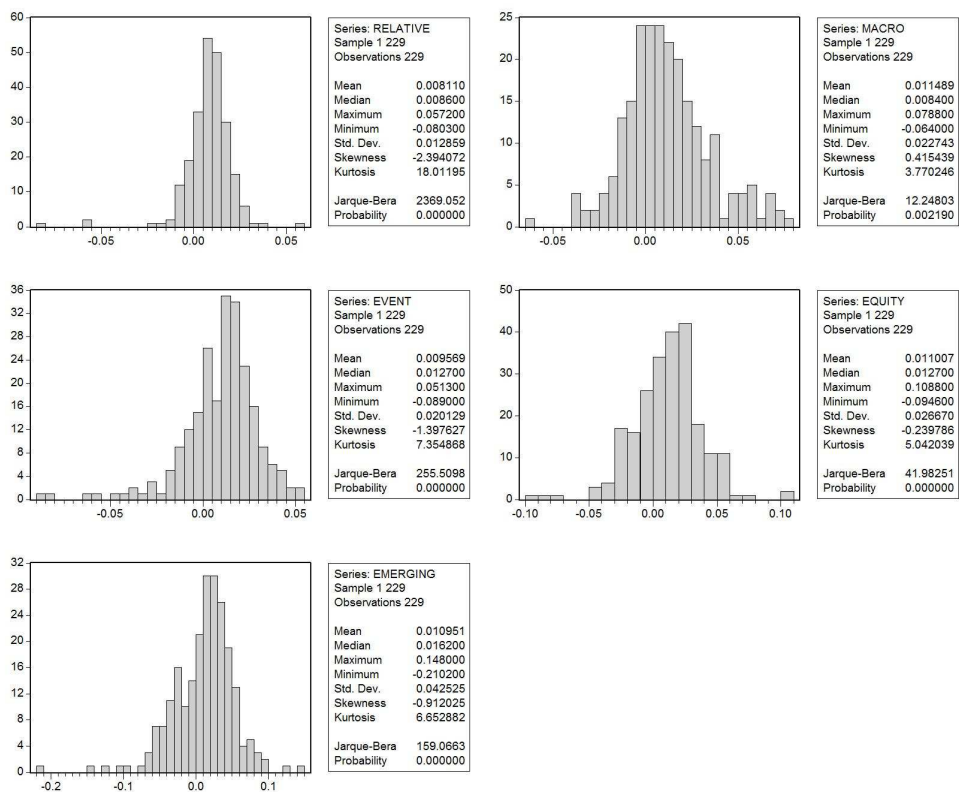 60
50
40
30
20
10
0
-0.05
0.00
0.05
Series: RELATIVE
Sample 1 229
Observations 229
Mean 0.008110
Median 0.008600
Maximum 0.057200
Minimum -0.080300
Std. Dev. 0.012859
Skewness -2.394072
Kurtosis 18.01195
Jarque-Bera 2369.052
Probability 0.000000
25
20
15
10
5
0
-0.05
0.00
0.05
Series: MACRO
Sample 1 229
Observations 229
Mean 0.011489
Median 0.008400
Maximum 0.078800
Minimum -0.064000
Std. Dev. 0.022743
Skewness 0.415439
Kurtosis 3.770246
Jarque-Bera 12.24803
Probability 0.002190
36
32
28
24
20
16
12
8
4
0
-0.05
0.00
0.05
Series: EVENT
Sample 1 229
Observations 229
Mean 0.009569
Median 0.012700
Maximum 0.051300
Minimum -0.089000
Std. Dev. 0.020129
Skewness -1.397627
Kurtosis 7.354868
Jarque-Bera 255.5098
Probability 0.000000
50
40
30
20
10
0
-0.10
-0.05
0.00
0.05
0.10
Series: EQUITY
Sample 1 229
Observations 229
Mean 0.011007
Median 0.012700
Maximum 0.108800
Minimum -0.094600
Std. Dev. 0.026670
Skewness -0.239786
Kurtosis 5.042039
Jarque-Bera 41.98251
Probability 0.000000
32
28
24
20
16
12
8
4
0
-0.2
-0.1
0.0
0.1
Series: EMERGING
Sample 1 229
Observations 229
Mean 0.010951
Median 0.016200
Maximum 0.148000
Minimum -0.210200
Std. Dev. 0.042525
Skewness -0.912025
Kurtosis 6.652882
Jarque-Bera 159.0663
Probability 0.000000